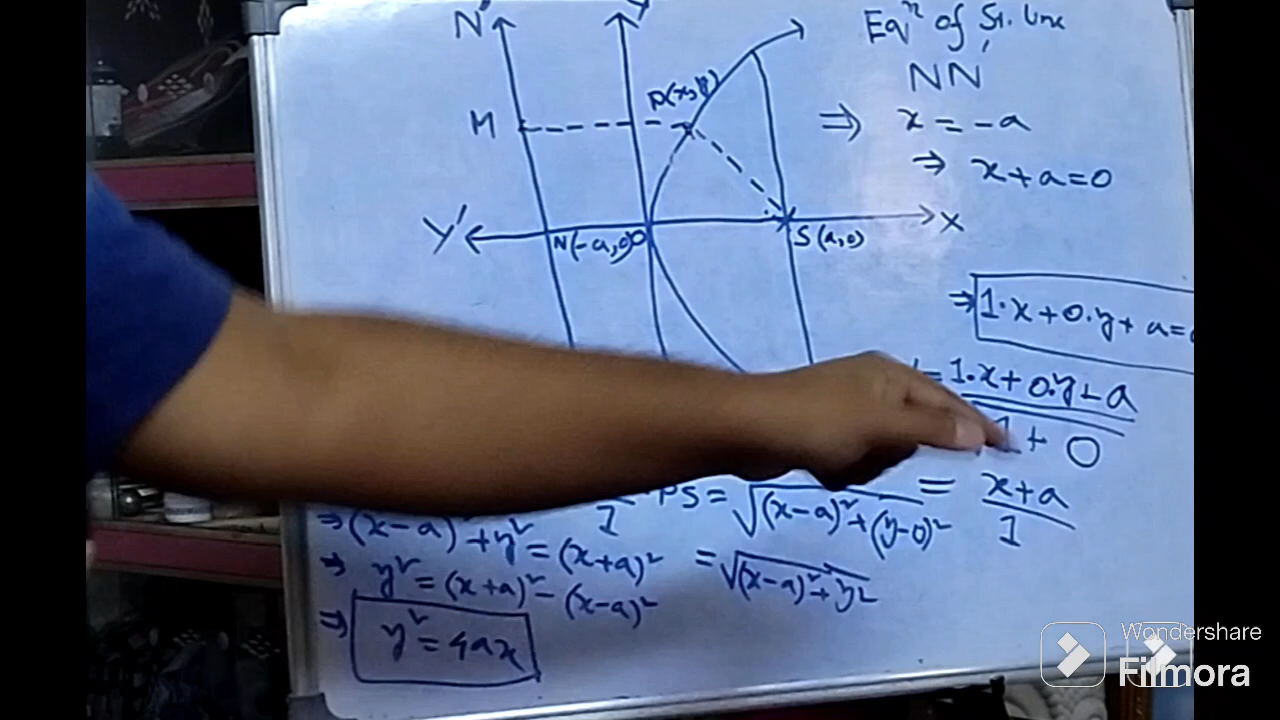 N'
Y
Eqⁿ of St. line
NN'
P(x,y)
M
⇒ x = -a
⇒ x+a=0
Y'
N(-a,0)
O
S(a,0)
X
⇒ 1·x+0·y+a=
= 1·x+0·y+a
1 + 0
PS = √(x-a)²+(y-0)²
= x+a
1
⇒ (x-a)²+y² = (x+a)²
1
= √(x-a)²+y²
⇒ y² = (x+a)² - (x-a)²
⇒ y² = 4ax
Wondershare
Filmora